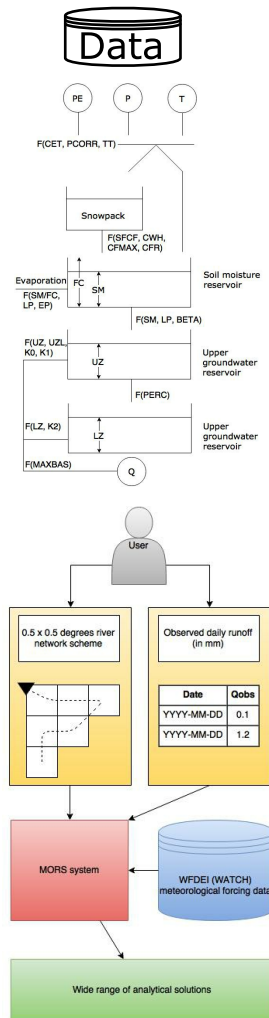 Data
PE
P
T
F(CET, PCORR, TT)
Snowpack
F(SFCF, CWH,
CFMAX, CFR)
Evaporation
F(SM/FC,
LP, EP)
FC
SM
Soil moisture
reservoir
F(SM, LP, BETA)
F(UZ, UZL,
K0, K1)
UZ
Upper
groundwater
reservoir
F(PERC)
F(LZ, K2)
LZ
Upper
groundwater
reservoir
F(MAXBAS)
Q
User
0.5 x 0.5 degrees river
network scheme
Observed daily runoff
(in mm)
Date Qobs
YYYY-MM-DD 0.1
YYYY-MM-DD 1.2
MORS system
WFDEI (WATCH)
meteorological forcing data
Wide range of analytical solutions